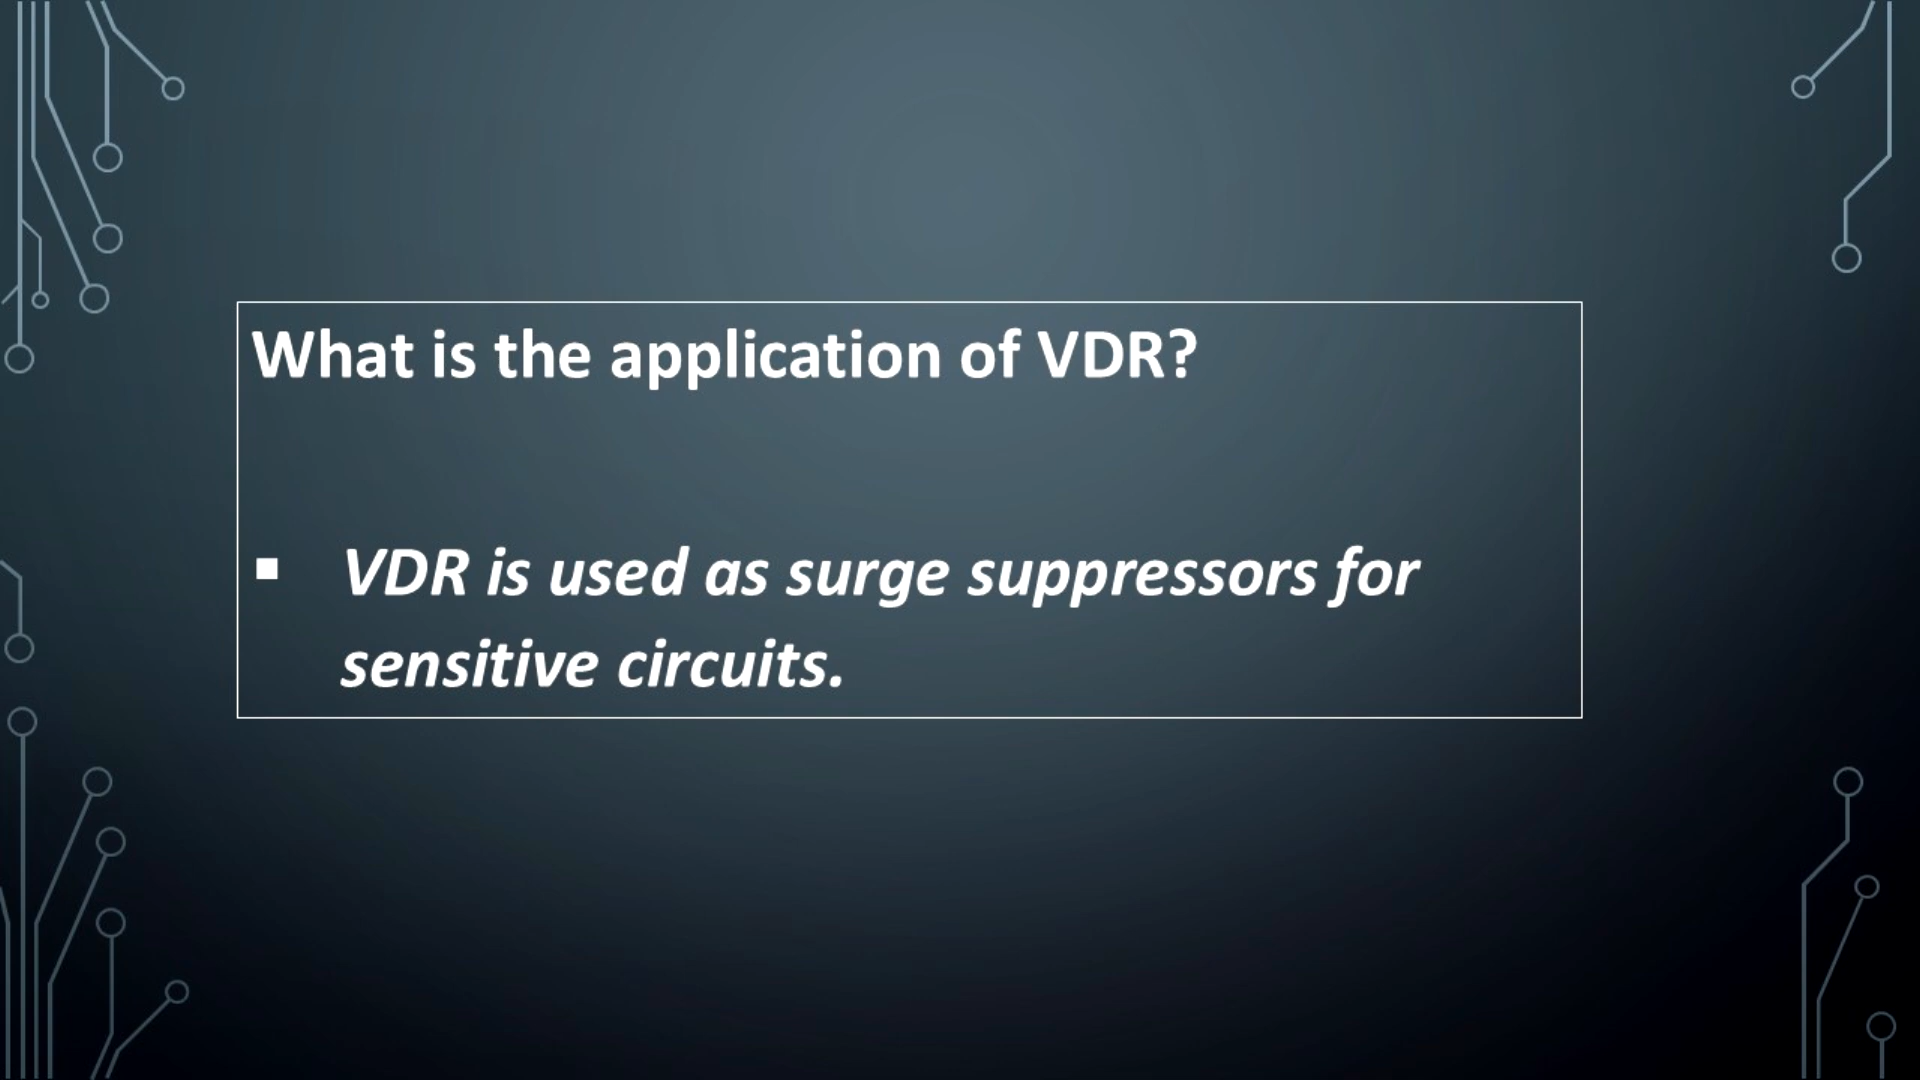 What is the application of VDR?
▪ VDR is used as surge suppressors for
sensitive circuits.